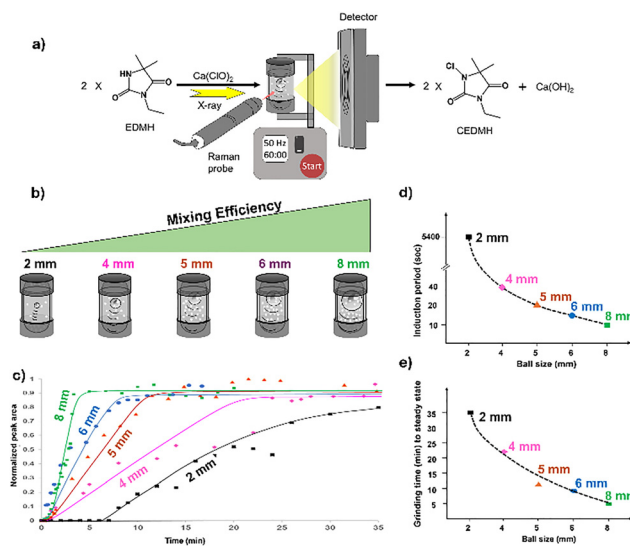 a)
Detector
2 X
HN
N
O
O
EDMH
Ca(ClO)₂
X-ray
Raman
probe
50 Hz
60:00
Start
2 X
Cl
N
N
O
O
CEDMH
+ Ca(OH)₂
b)
Mixing Efficiency
2 mm 4 mm 5 mm 6 mm 8 mm
c)
Normalized peak area
1
0.9
0.8
0.7
0.6
0.5
0.4
0.3
0.2
0.1
0
0 5 10 15 20 25 30 35
Time (min)
8 mm
6 mm
5 mm
4 mm
2 mm
d)
Induction period (sec)
5400
40
20
10
2 mm
4 mm
5 mm
6 mm
8 mm
2 4 5 6 8
Ball size (mm)
e)
Grinding time (min) to steady state
35
20
15
10
5
2 mm
4 mm
5 mm
6 mm
8 mm
2 4 5 6 8
Ball size (mm)